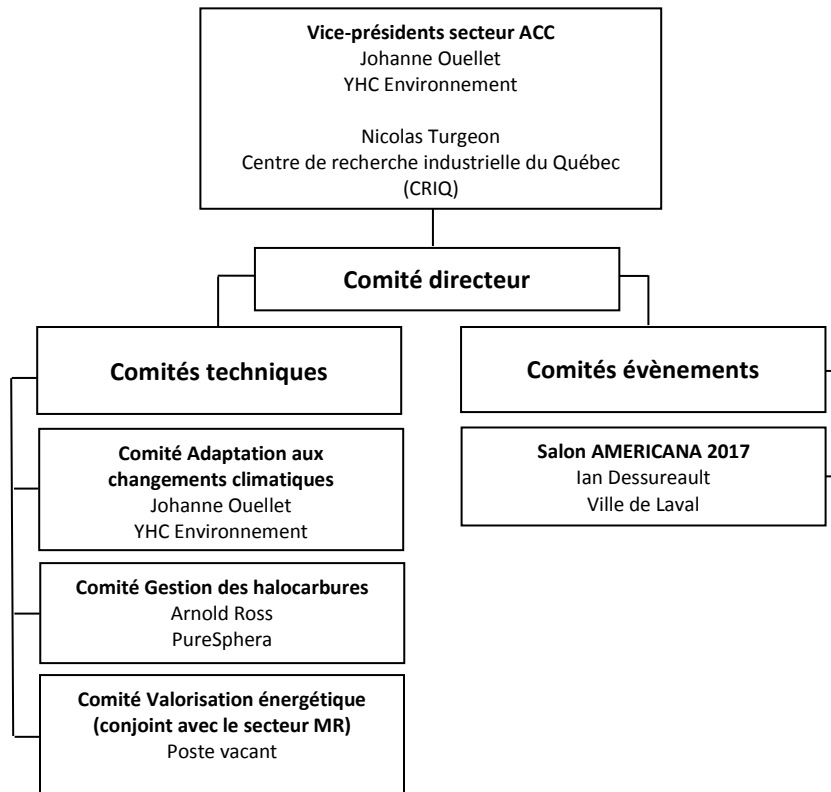 Vice-présidents secteur ACC
Johanne Ouellet
YHC Environnement
Nicolas Turgeon
Centre de recherche industrielle du Québec
(CRIQ)
Comité directeur
Comités techniques
Comité Adaptation aux
changements climatiques
Johanne Ouellet
YHC Environnement
Comité Gestion des halocarbures
Arnold Ross
PureSphera
Comité Valorisation énergétique
(conjoint avec le secteur MR)
Poste vacant
Comités évènements
Salon AMERICANA 2017
Ian Dessureault
Ville de Laval